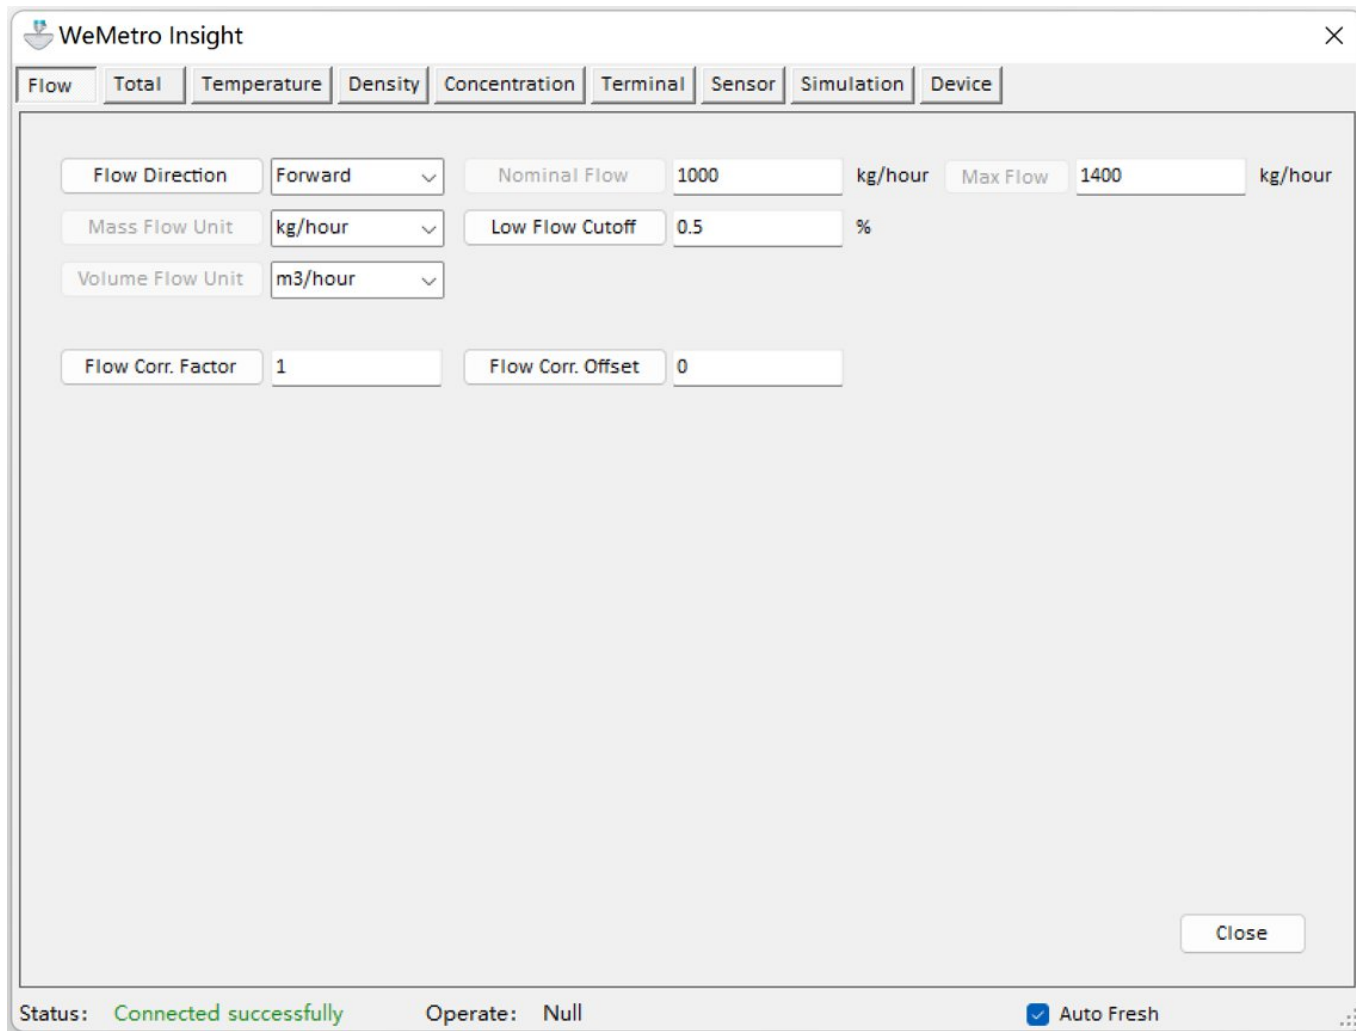 WeMetro Insight
Flow Total Temperature Density Concentration Terminal Sensor Simulation Device
Flow Direction Forward Nominal Flow 1000 kg/hour Max Flow 1400 kg/hour
Mass Flow Unit kg/hour Low Flow Cutoff 0.5 %
Volume Flow Unit m3/hour
Flow Corr. Factor 1 Flow Corr. Offset 0
Close
Status: Connected successfully Operate: Null Auto Fresh